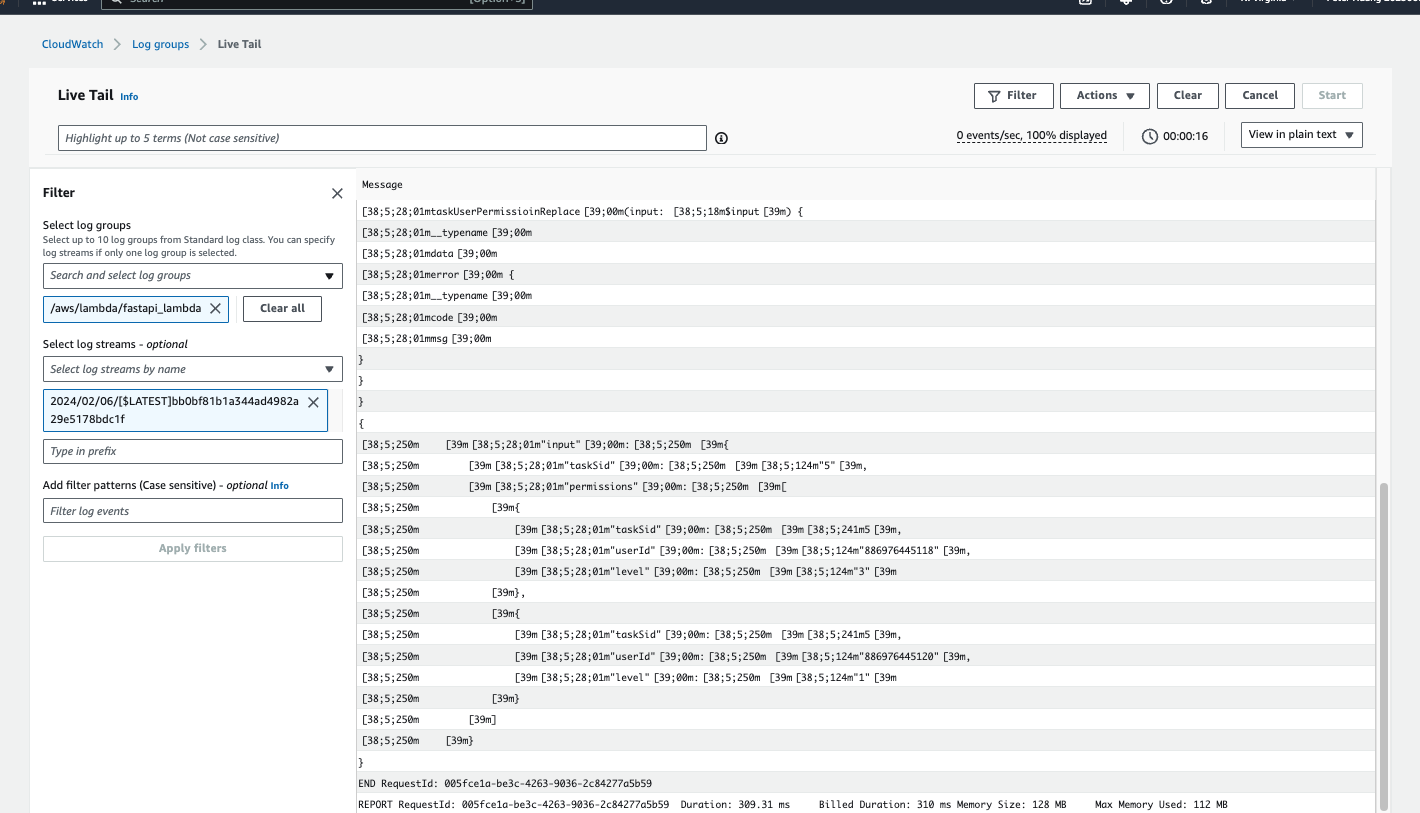 CloudWatch > Log groups > Live Tail
Live Tail Info
Filter Actions Clear Cancel Start
Highlight up to 5 terms (Not case sensitive)
0 events/sec, 100% displayed
00:00:16
View in plain text
Filter
Select log groups
Select up to 10 log groups from Standard log class. You can specify
log streams if only one log group is selected.
Search and select log groups
/aws/lambda/fastapi_lambda
Clear all
Select log streams - optional
Select log streams by name
2024/02/06/[$LATEST]bb0bf81b1a344ad4982a
29e5178bdc1f
Type in prefix
Add filter patterns (Case sensitive) - optional Info
Filter log events
Apply filters
Message
[38;5;28;01mtaskUserPermissioinReplace [39;00m(input: [38;5;18m$input [39m) {
[38;5;28;01m__typename [39;00m
[38;5;28;01mdata [39;00m
[38;5;28;01merror [39;00m {
[38;5;28;01m__typename [39;00m
[38;5;28;01mcode [39;00m
[38;5;28;01mmsg [39;00m
}
}
}
{
[38;5;250m [39m [38;5;28;01m"input" [39;00m: [38;5;250m [39m{
[38;5;250m [39m [38;5;28;01m"taskSid" [39;00m: [38;5;250m [39m [38;5;124m"5" [39m,
[38;5;250m [39m [38;5;28;01m"permissions" [39;00m: [38;5;250m [39m[
[38;5;250m [39m{
[38;5;250m [39m [38;5;28;01m"taskSid" [39;00m: [38;5;250m [39m [38;5;241m5 [39m,
[38;5;250m [39m [38;5;28;01m"userId" [39;00m: [38;5;250m [39m [38;5;124m"886976445118" [39m,
[38;5;250m [39m [38;5;28;01m"level" [39;00m: [38;5;250m [39m [38;5;124m"3" [39m
[38;5;250m [39m},
[38;5;250m [39m{
[38;5;250m [39m [38;5;28;01m"taskSid" [39;00m: [38;5;250m [39m [38;5;241m5 [39m,
[38;5;250m [39m [38;5;28;01m"userId" [39;00m: [38;5;250m [39m [38;5;124m"886976445120" [39m,
[38;5;250m [39m [38;5;28;01m"level" [39;00m: [38;5;250m [39m [38;5;124m"1" [39m
[38;5;250m [39m}
[38;5;250m [39m]
[38;5;250m [39m}
}
END RequestId: 005fce1a-be3c-4263-9036-2c84277a5b59
REPORT RequestId: 005fce1a-be3c-4263-9036-2c84277a5b59 Duration: 309.31 ms Billed Duration: 310 ms Memory Size: 128 MB Max Memory Used: 112 MB